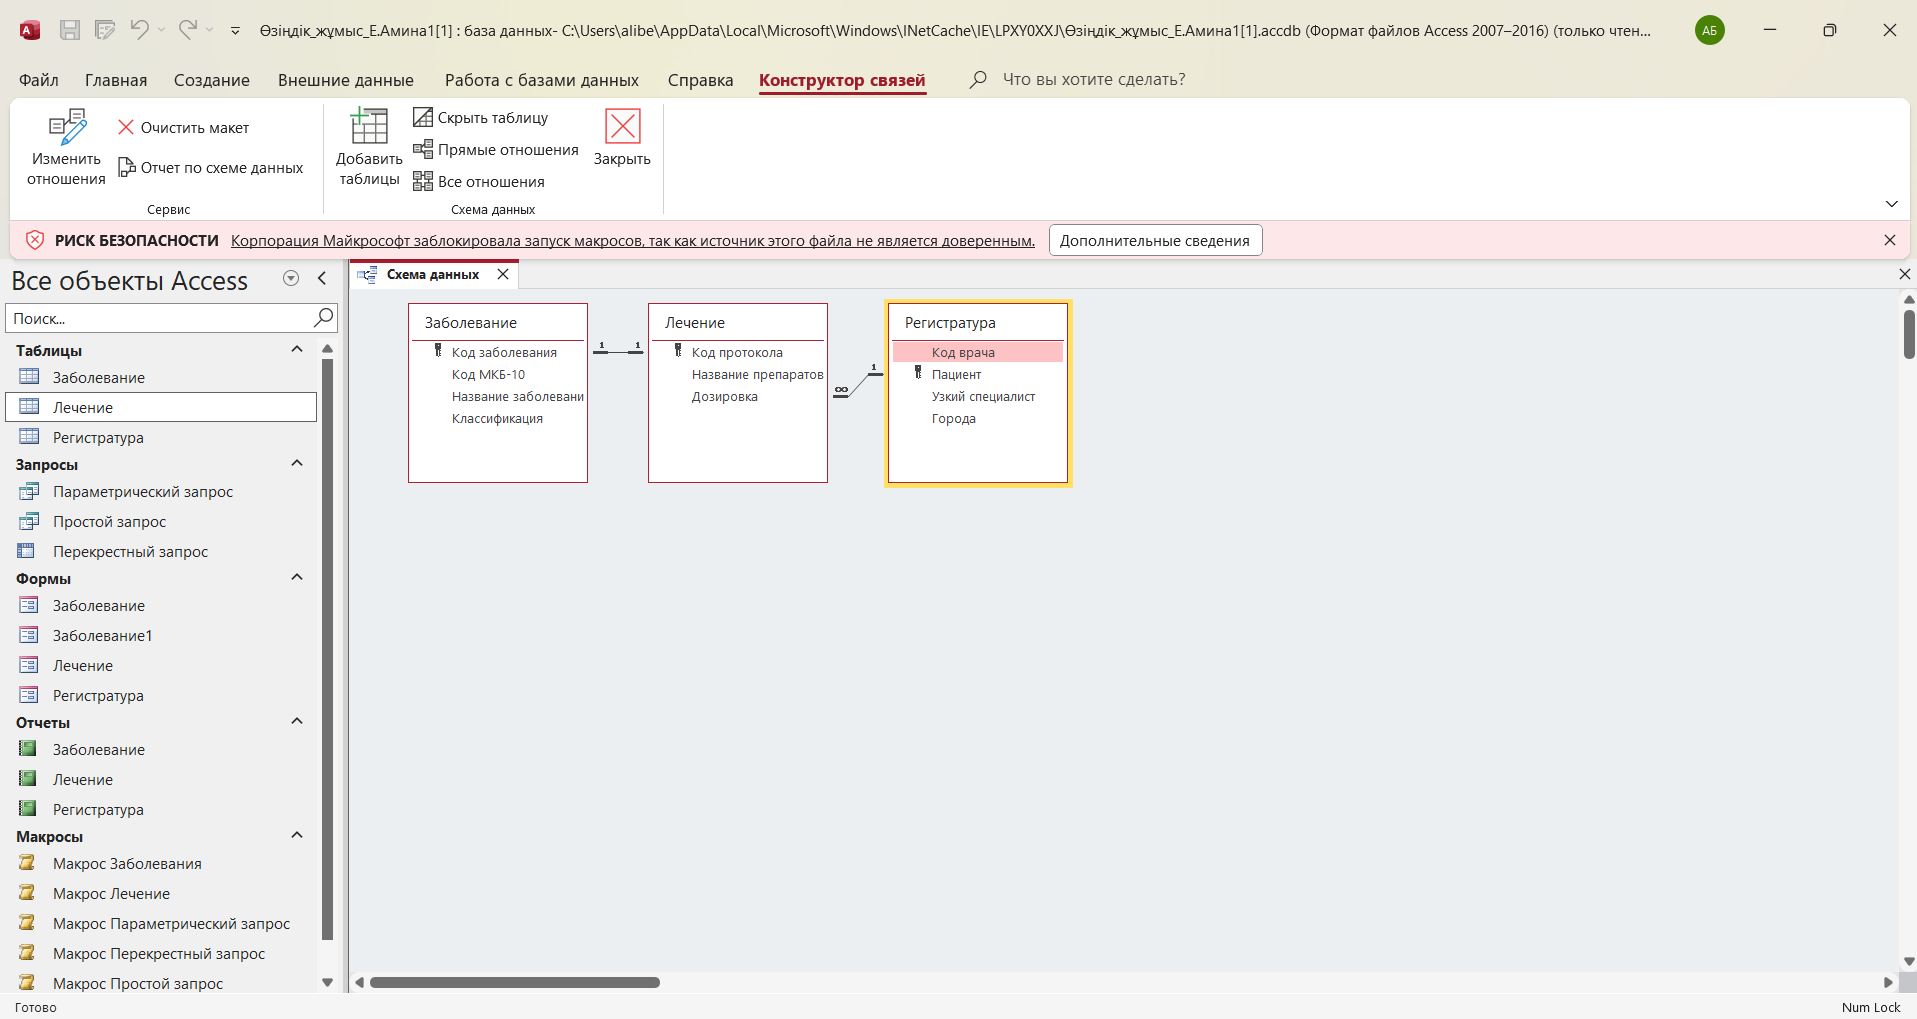 Өзіндік_жұмыс_Е.Амина1[1] : база данных- C:\Users\alibe\AppData\Local\Microsoft\Windows\INetCache\IE\LPXY0XXJ\Өзіндік_жұмыс_Е.Амина1[1].accdb (Формат файлов Access 2007–2016) (только чтен...
АБ
Файл Главная Создание Внешние данные Работа с базами данных Справка Конструктор связей Что вы хотите сделать?
Изменить отношения
Очистить макет
Отчет по схеме данных
Сервис
Добавить таблицы
Скрыть таблицу
Прямые отношения
Все отношения
Закрыть
Схема данных
РИСК БЕЗОПАСНОСТИ Корпорация Майкрософт заблокировала запуск макросов, так как источник этого файла не является доверенным. Дополнительные сведения
Все объекты Access
Поиск...
Таблицы
Заболевание
Лечение
Регистратура
Запросы
Параметрический запрос
Простой запрос
Перекрестный запрос
Формы
Заболевание
Заболевание1
Лечение
Регистратура
Отчеты
Заболевание
Лечение
Регистратура
Макросы
Макрос Заболевания
Макрос Лечение
Макрос Параметрический запрос
Макрос Перекрестный запрос
Макрос Простой запрос
Схема данных
Заболевание
Код заболевания
Код МКБ-10
Название заболевани
Классификация
1 1
Лечение
Код протокола
Название препаратов
Дозировка
∞ 1
Регистратура
Код врача
Пациент
Узкий специалист
Города
Готово
Num Lock